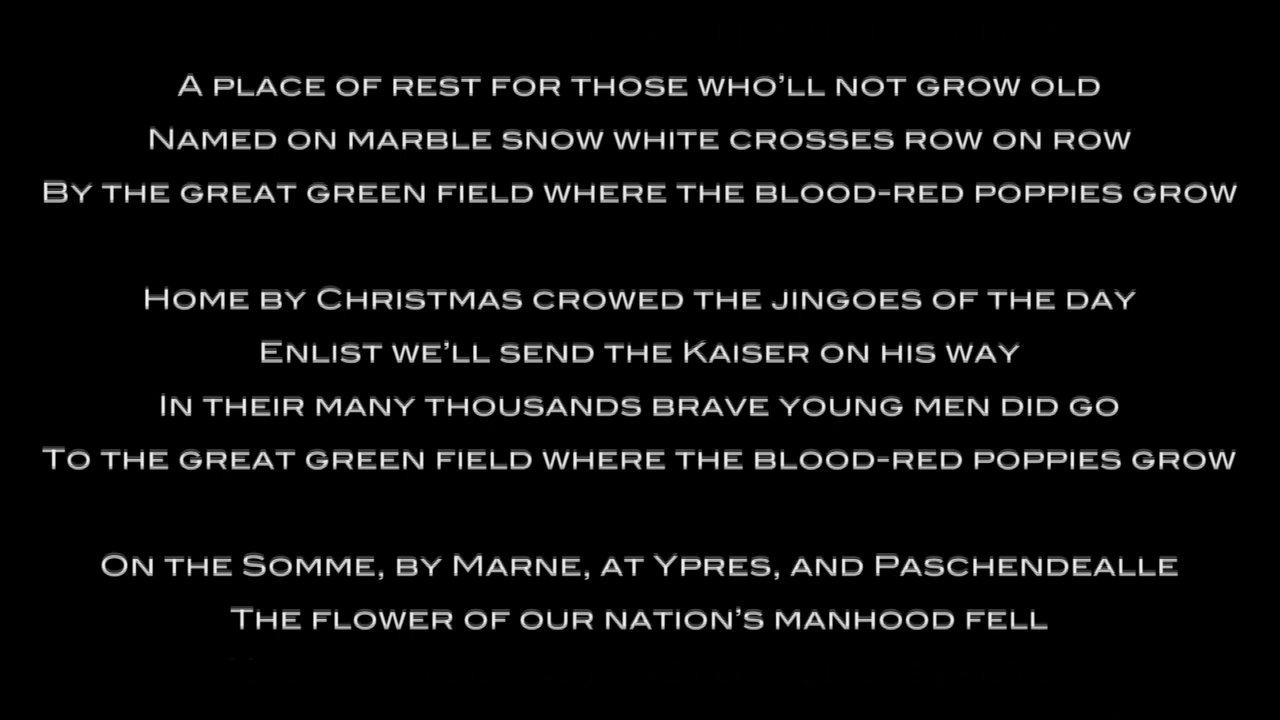 A place of rest for those who'll not grow old
Named on marble snow white crosses row on row
By the great green field where the blood-red poppies grow
Home by Christmas crowed the jingoes of the day
Enlist we'll send the Kaiser on his way
In their many thousands brave young men did go
To the great green field where the blood-red poppies grow
On the Somme, by Marne, at Ypres, and Paschendealle
The flower of our nation's manhood fell